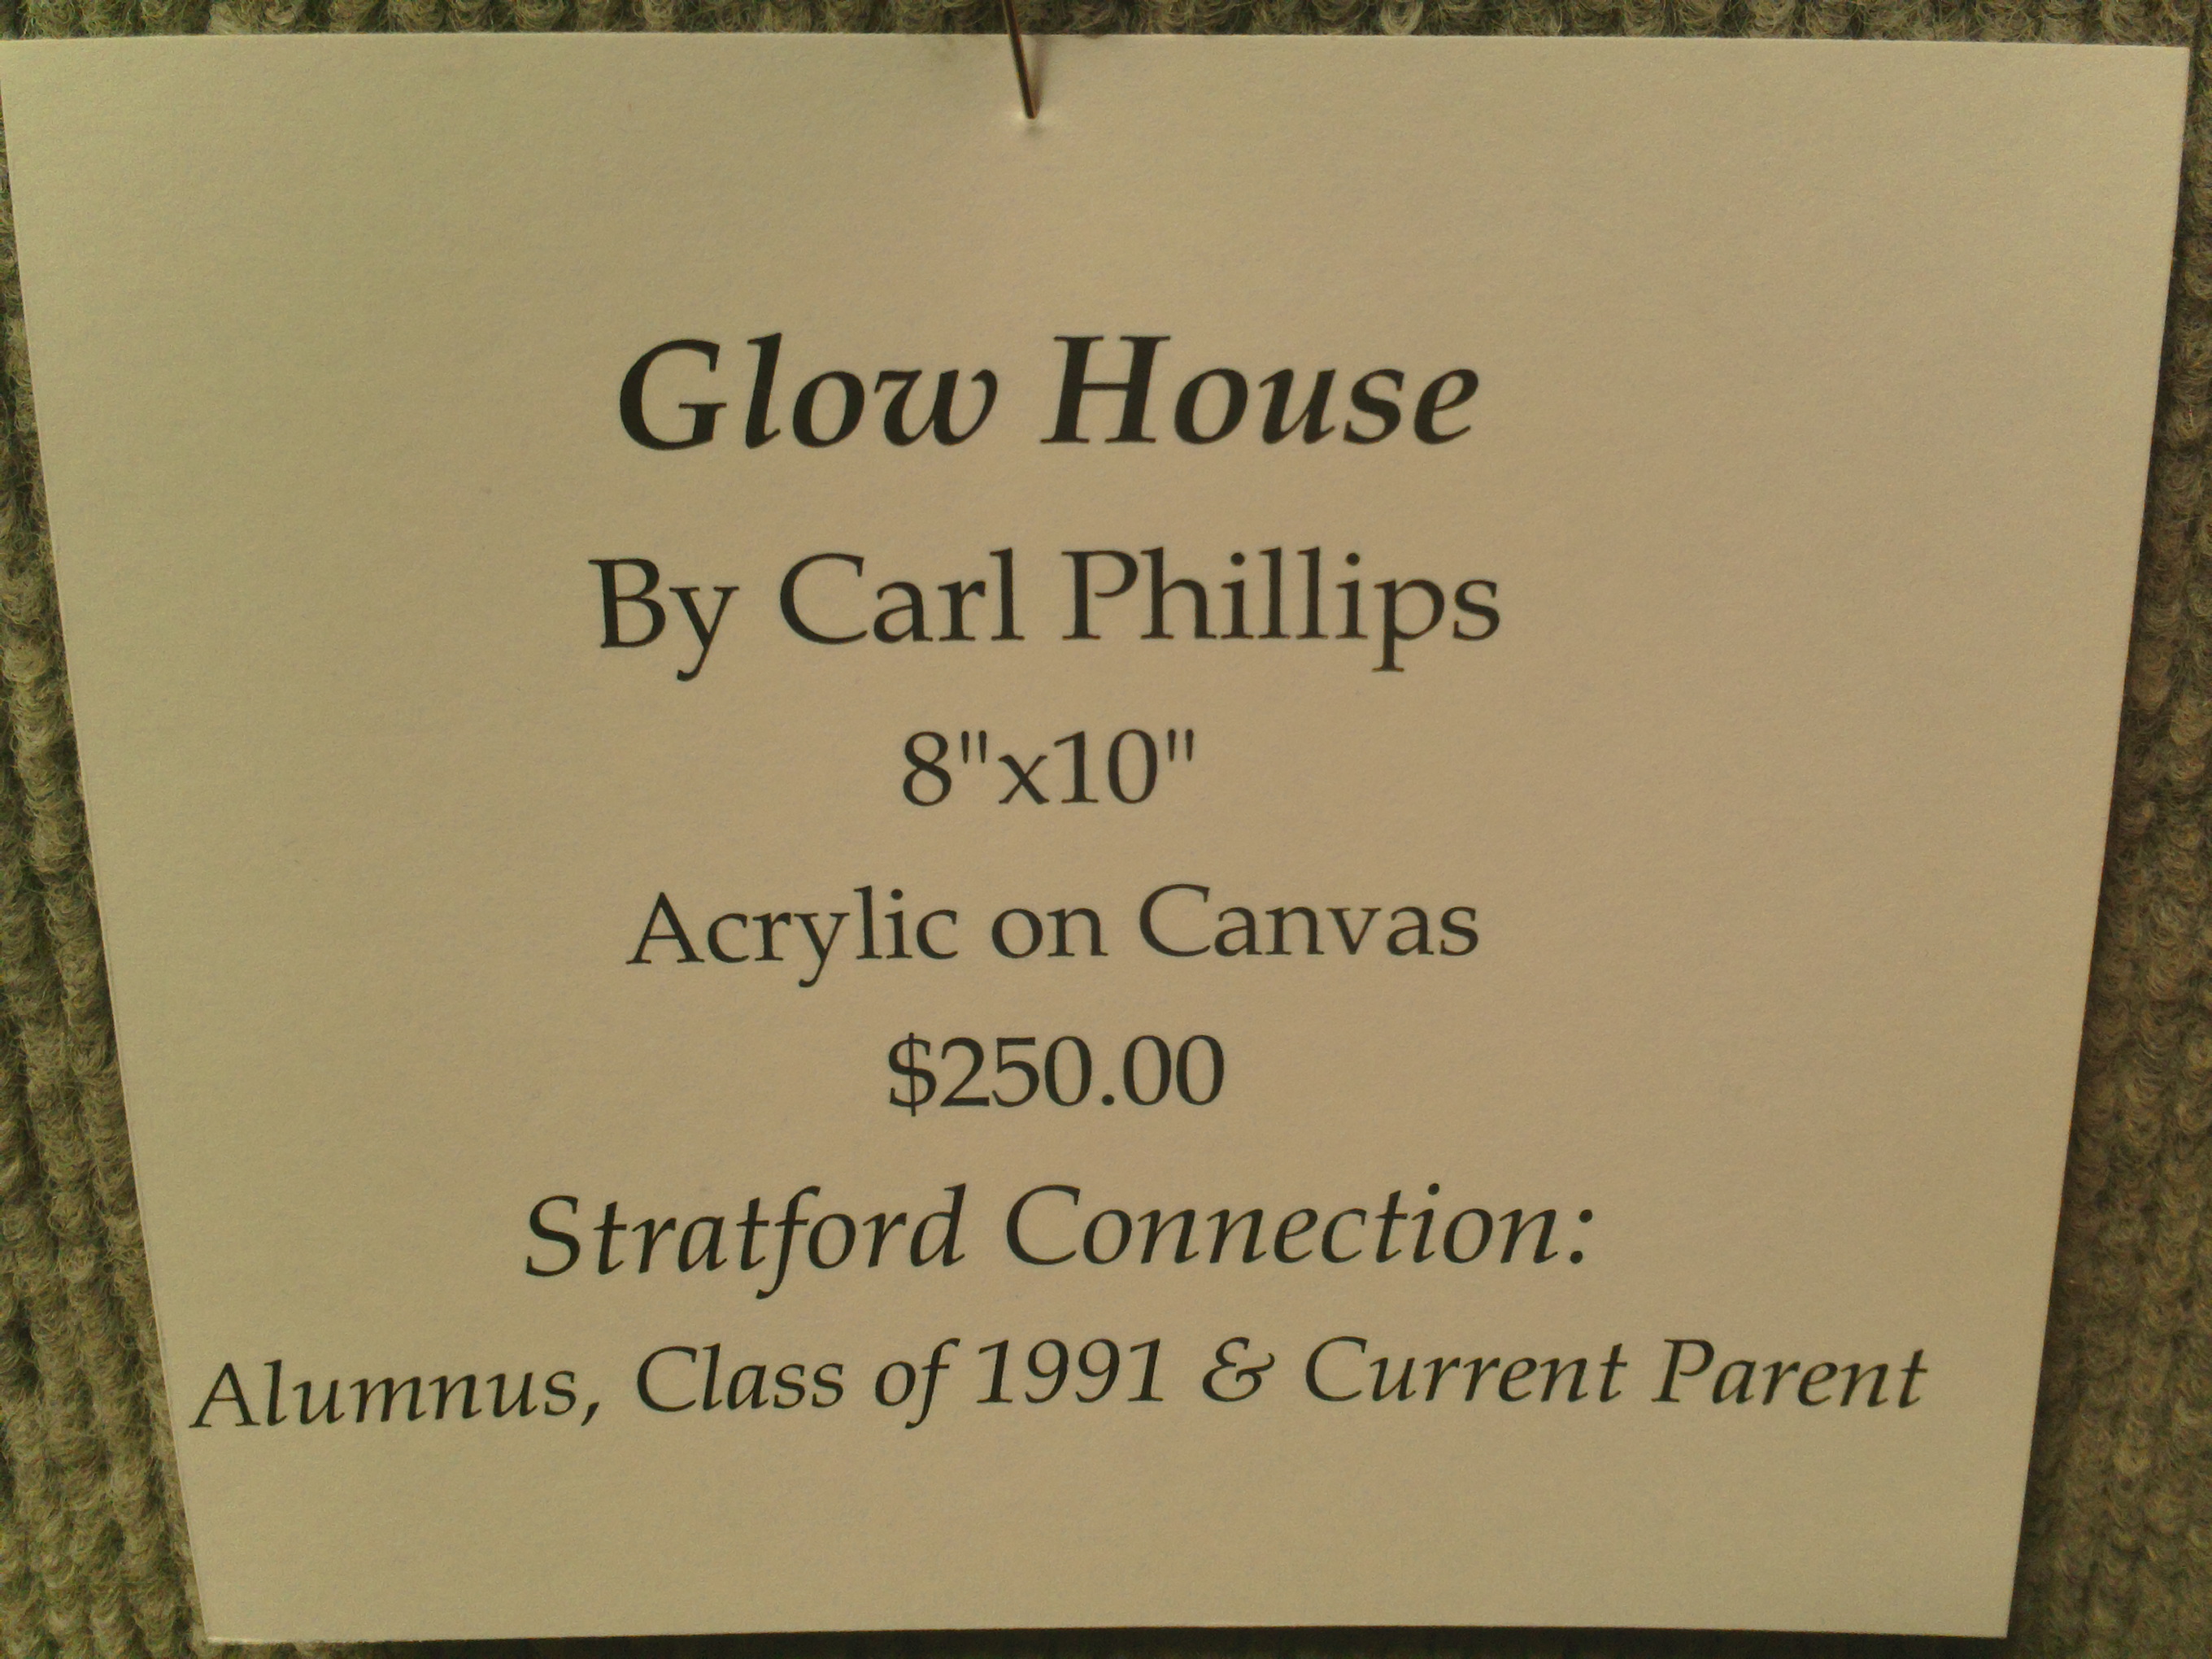 Glow House
By Carl Phillips
8"x10"
Acrylic on Canvas
$250.00
Stratford Connection:
Alumnus, Class of 1991 & Current Parent